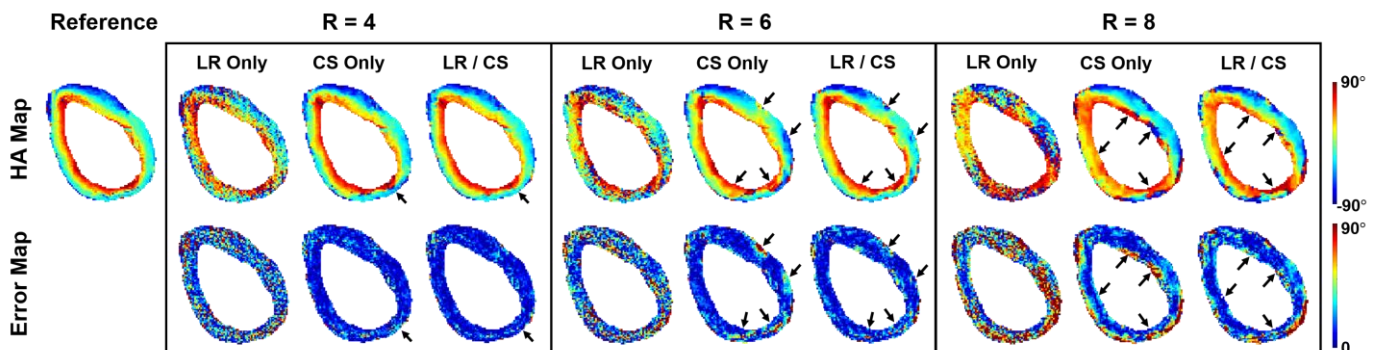 Reference R = 4 R = 6 R = 8
LR Only CS Only LR / CS LR Only CS Only LR / CS LR Only CS Only LR / CS
HA Map
90°
-90°
Error Map
90°
0